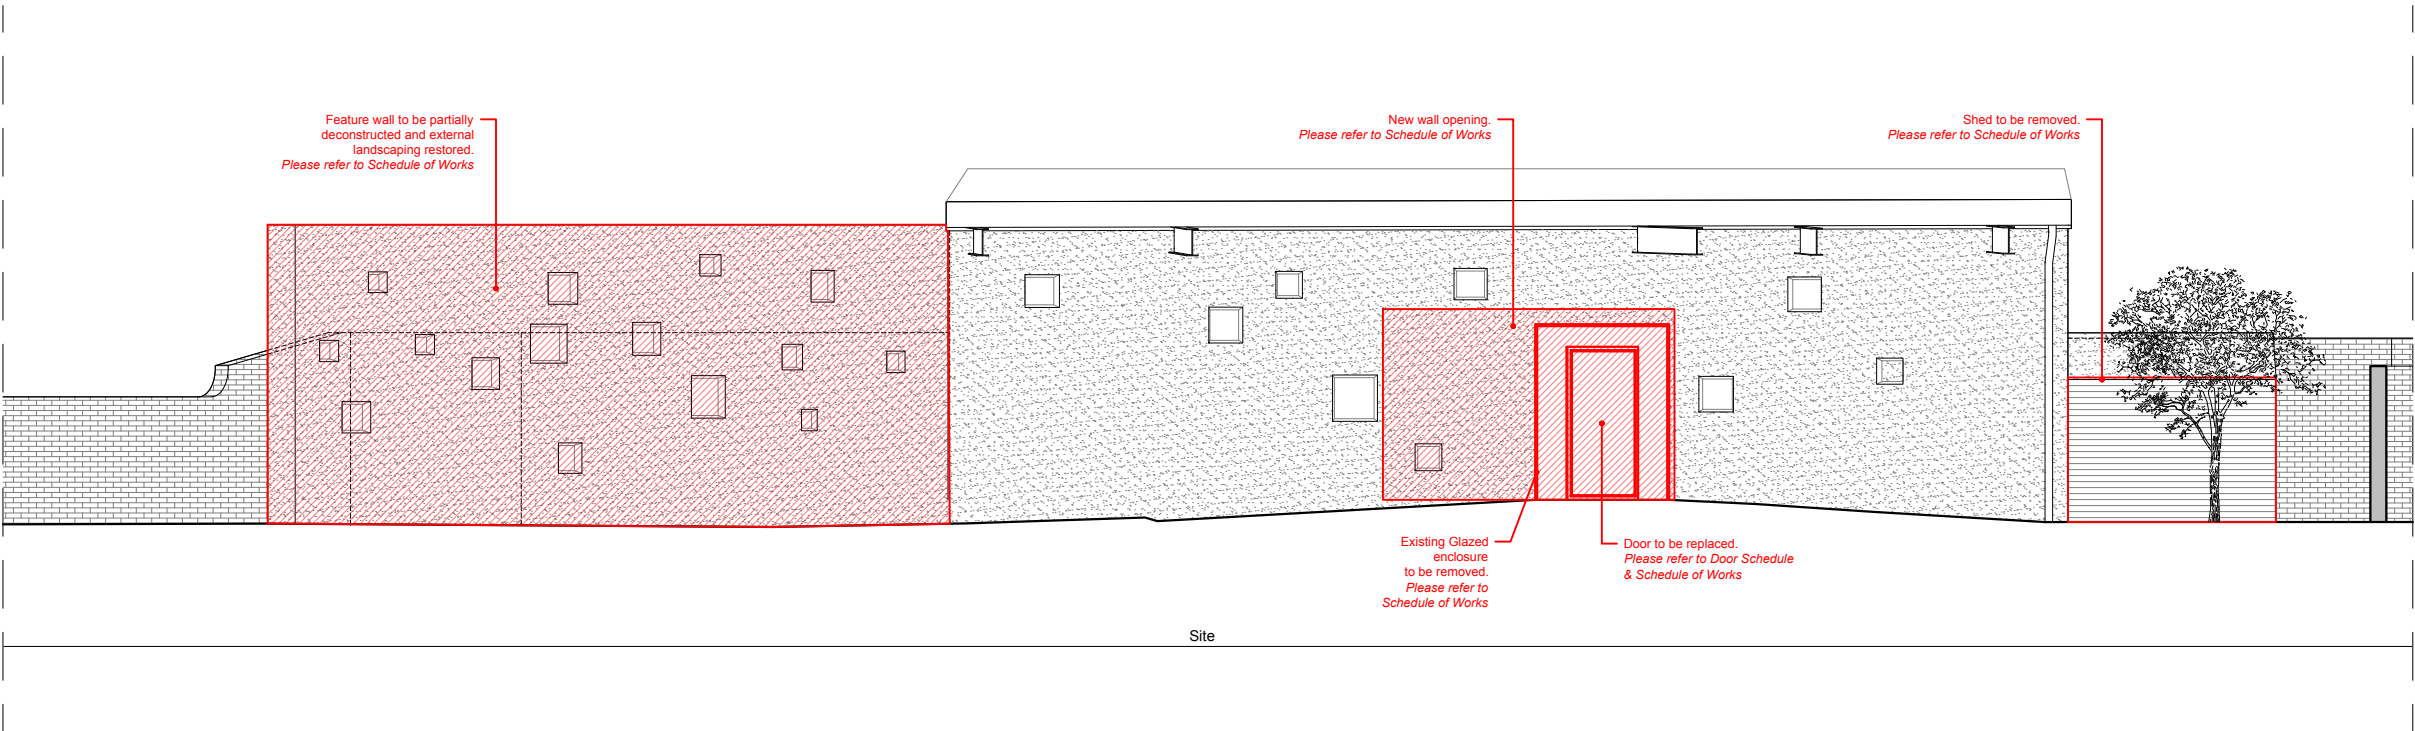 Feature wall to be partially
deconstructed and external
landscaping restored.
Please refer to Schedule of Works
New wall opening.
Please refer to Schedule of Works
Shed to be removed.
Please refer to Schedule of Works
Existing Glazed
enclosure
to be removed.
Please refer to
Schedule of Works
Door to be replaced.
Please refer to Door Schedule
& Schedule of Works
Site